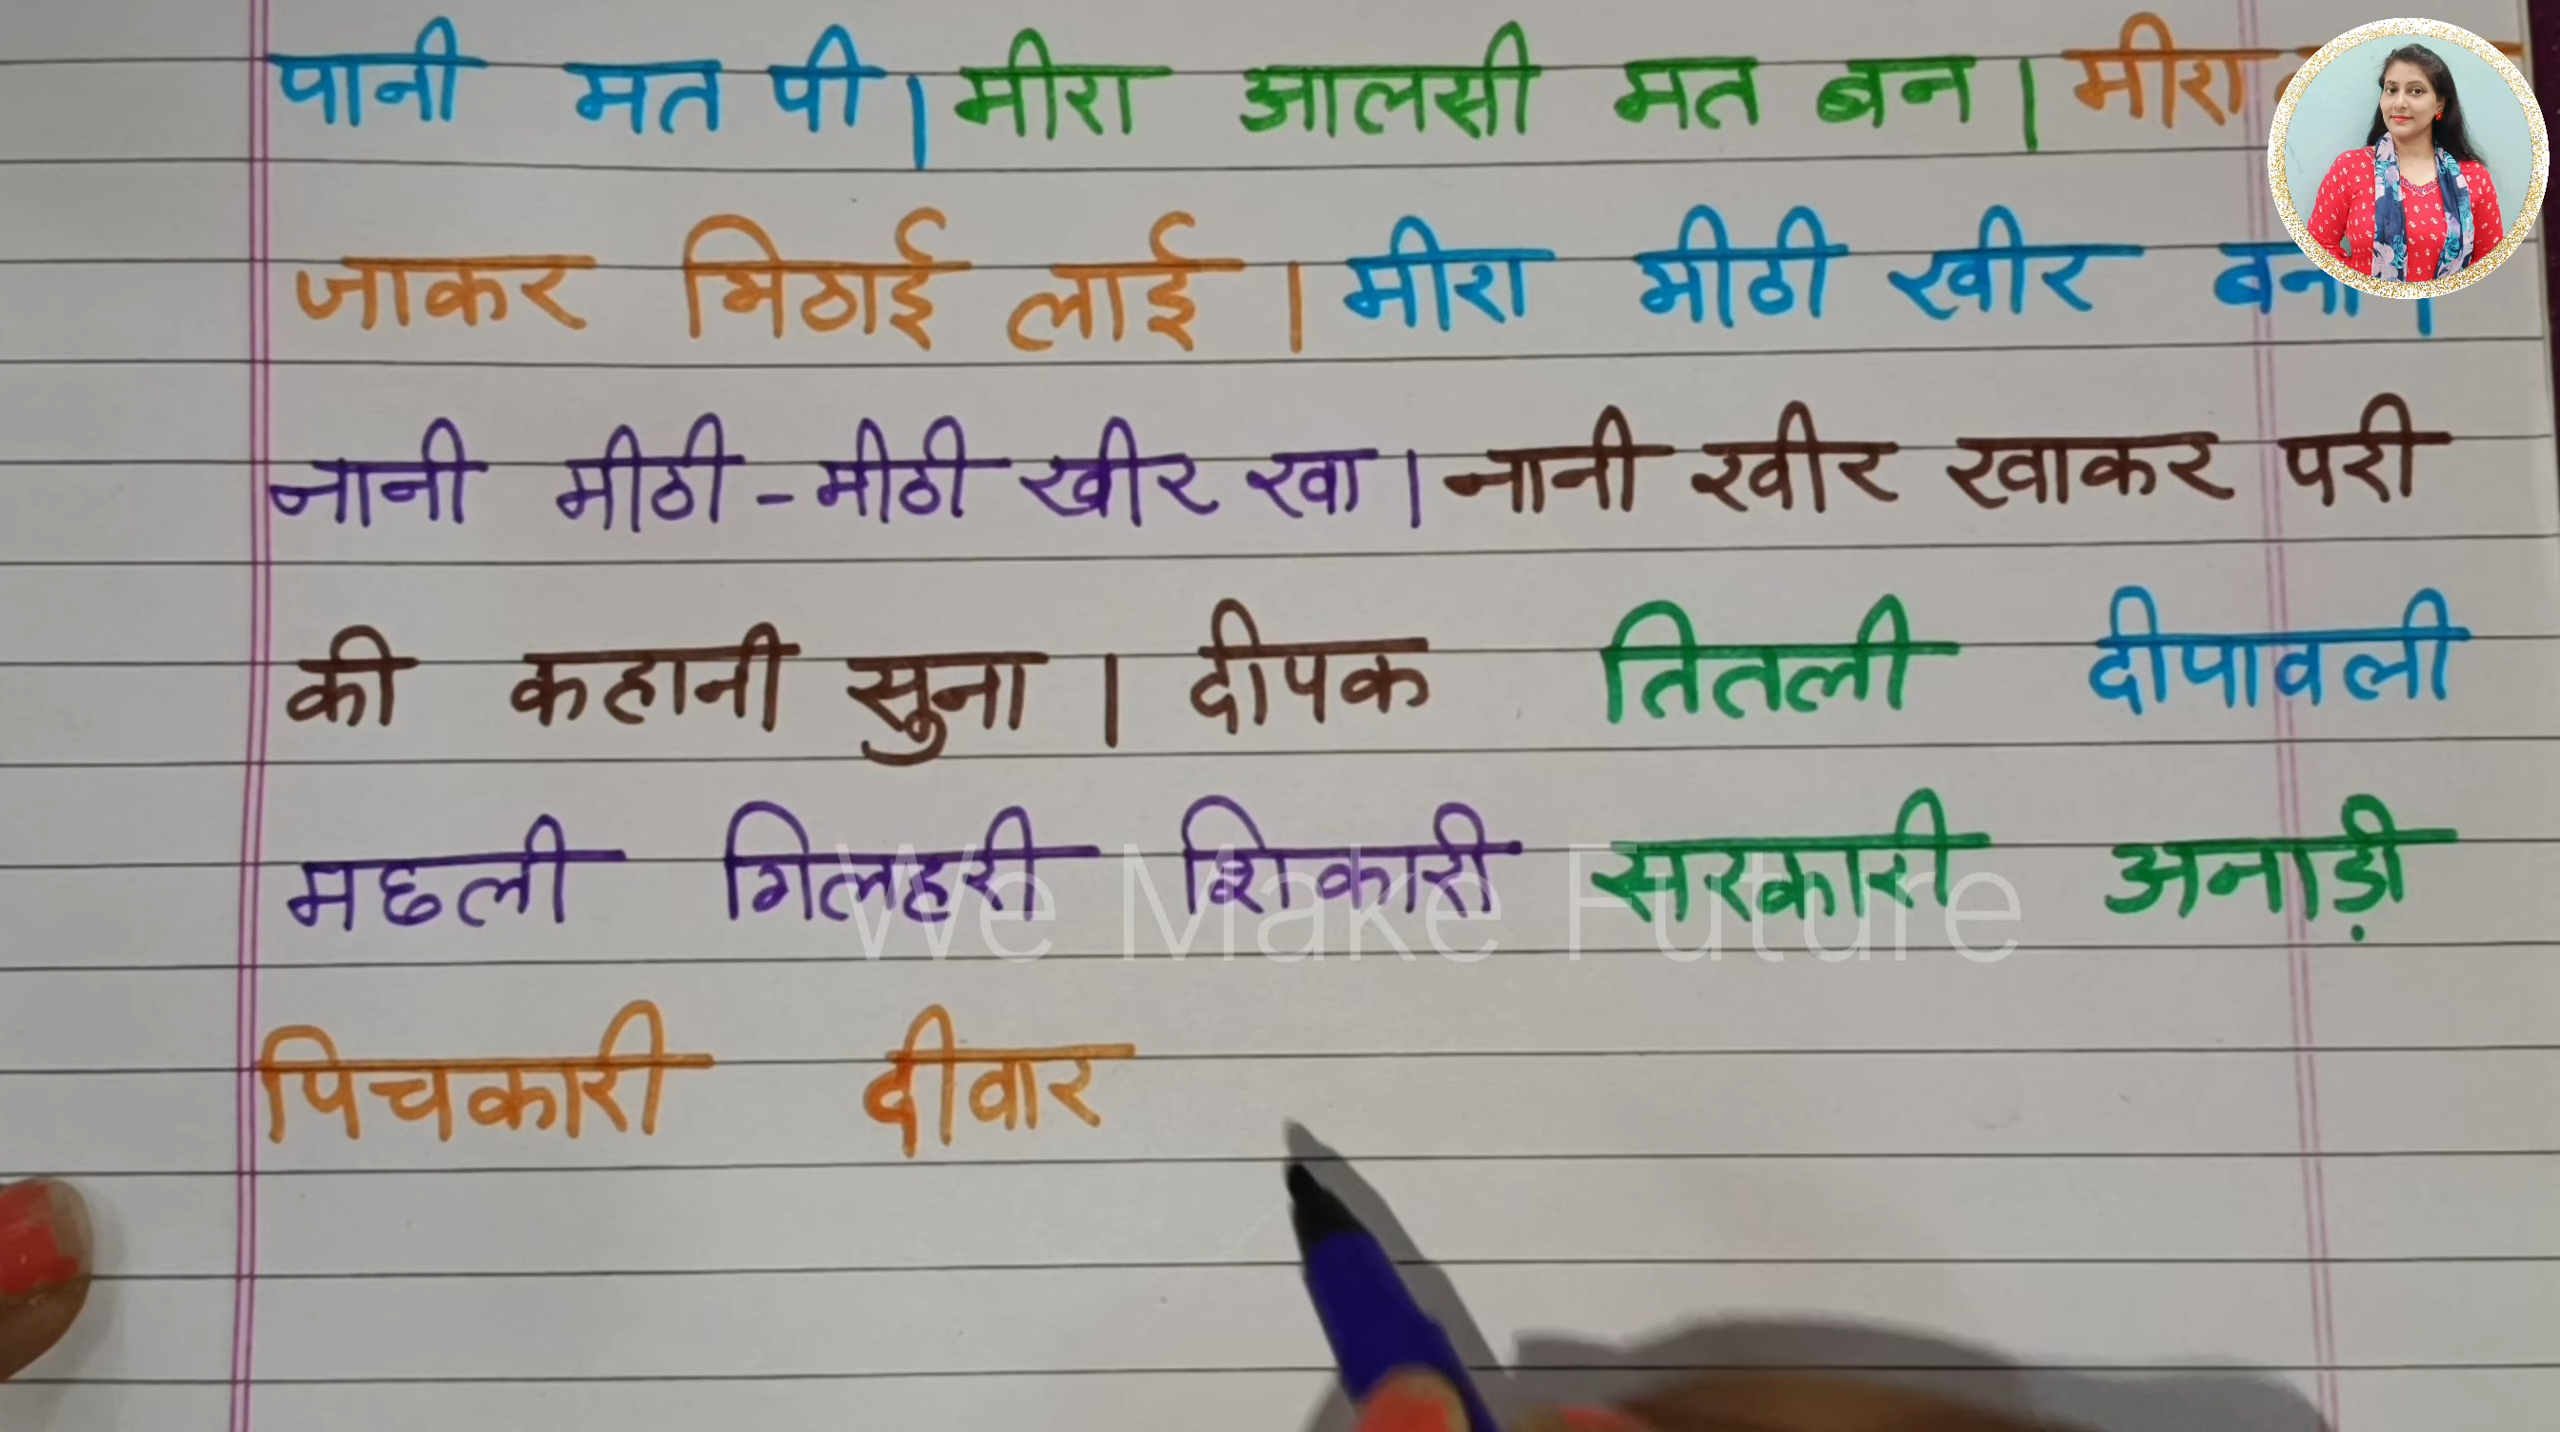 पानी मत पी। मीरा आलसी मत बन। मीरा
जाकर मिठाई लाई । मीरा मीठी खीर बना।
नानी मीठी-मीठी खीर खा। नानी खीर खाकर परी
की कहानी सुना । दीपक तितली दीपावली
मछली गिलहरी शिकारी सरकारी अनाड़ी
We Make Future
पिचकारी दीवार